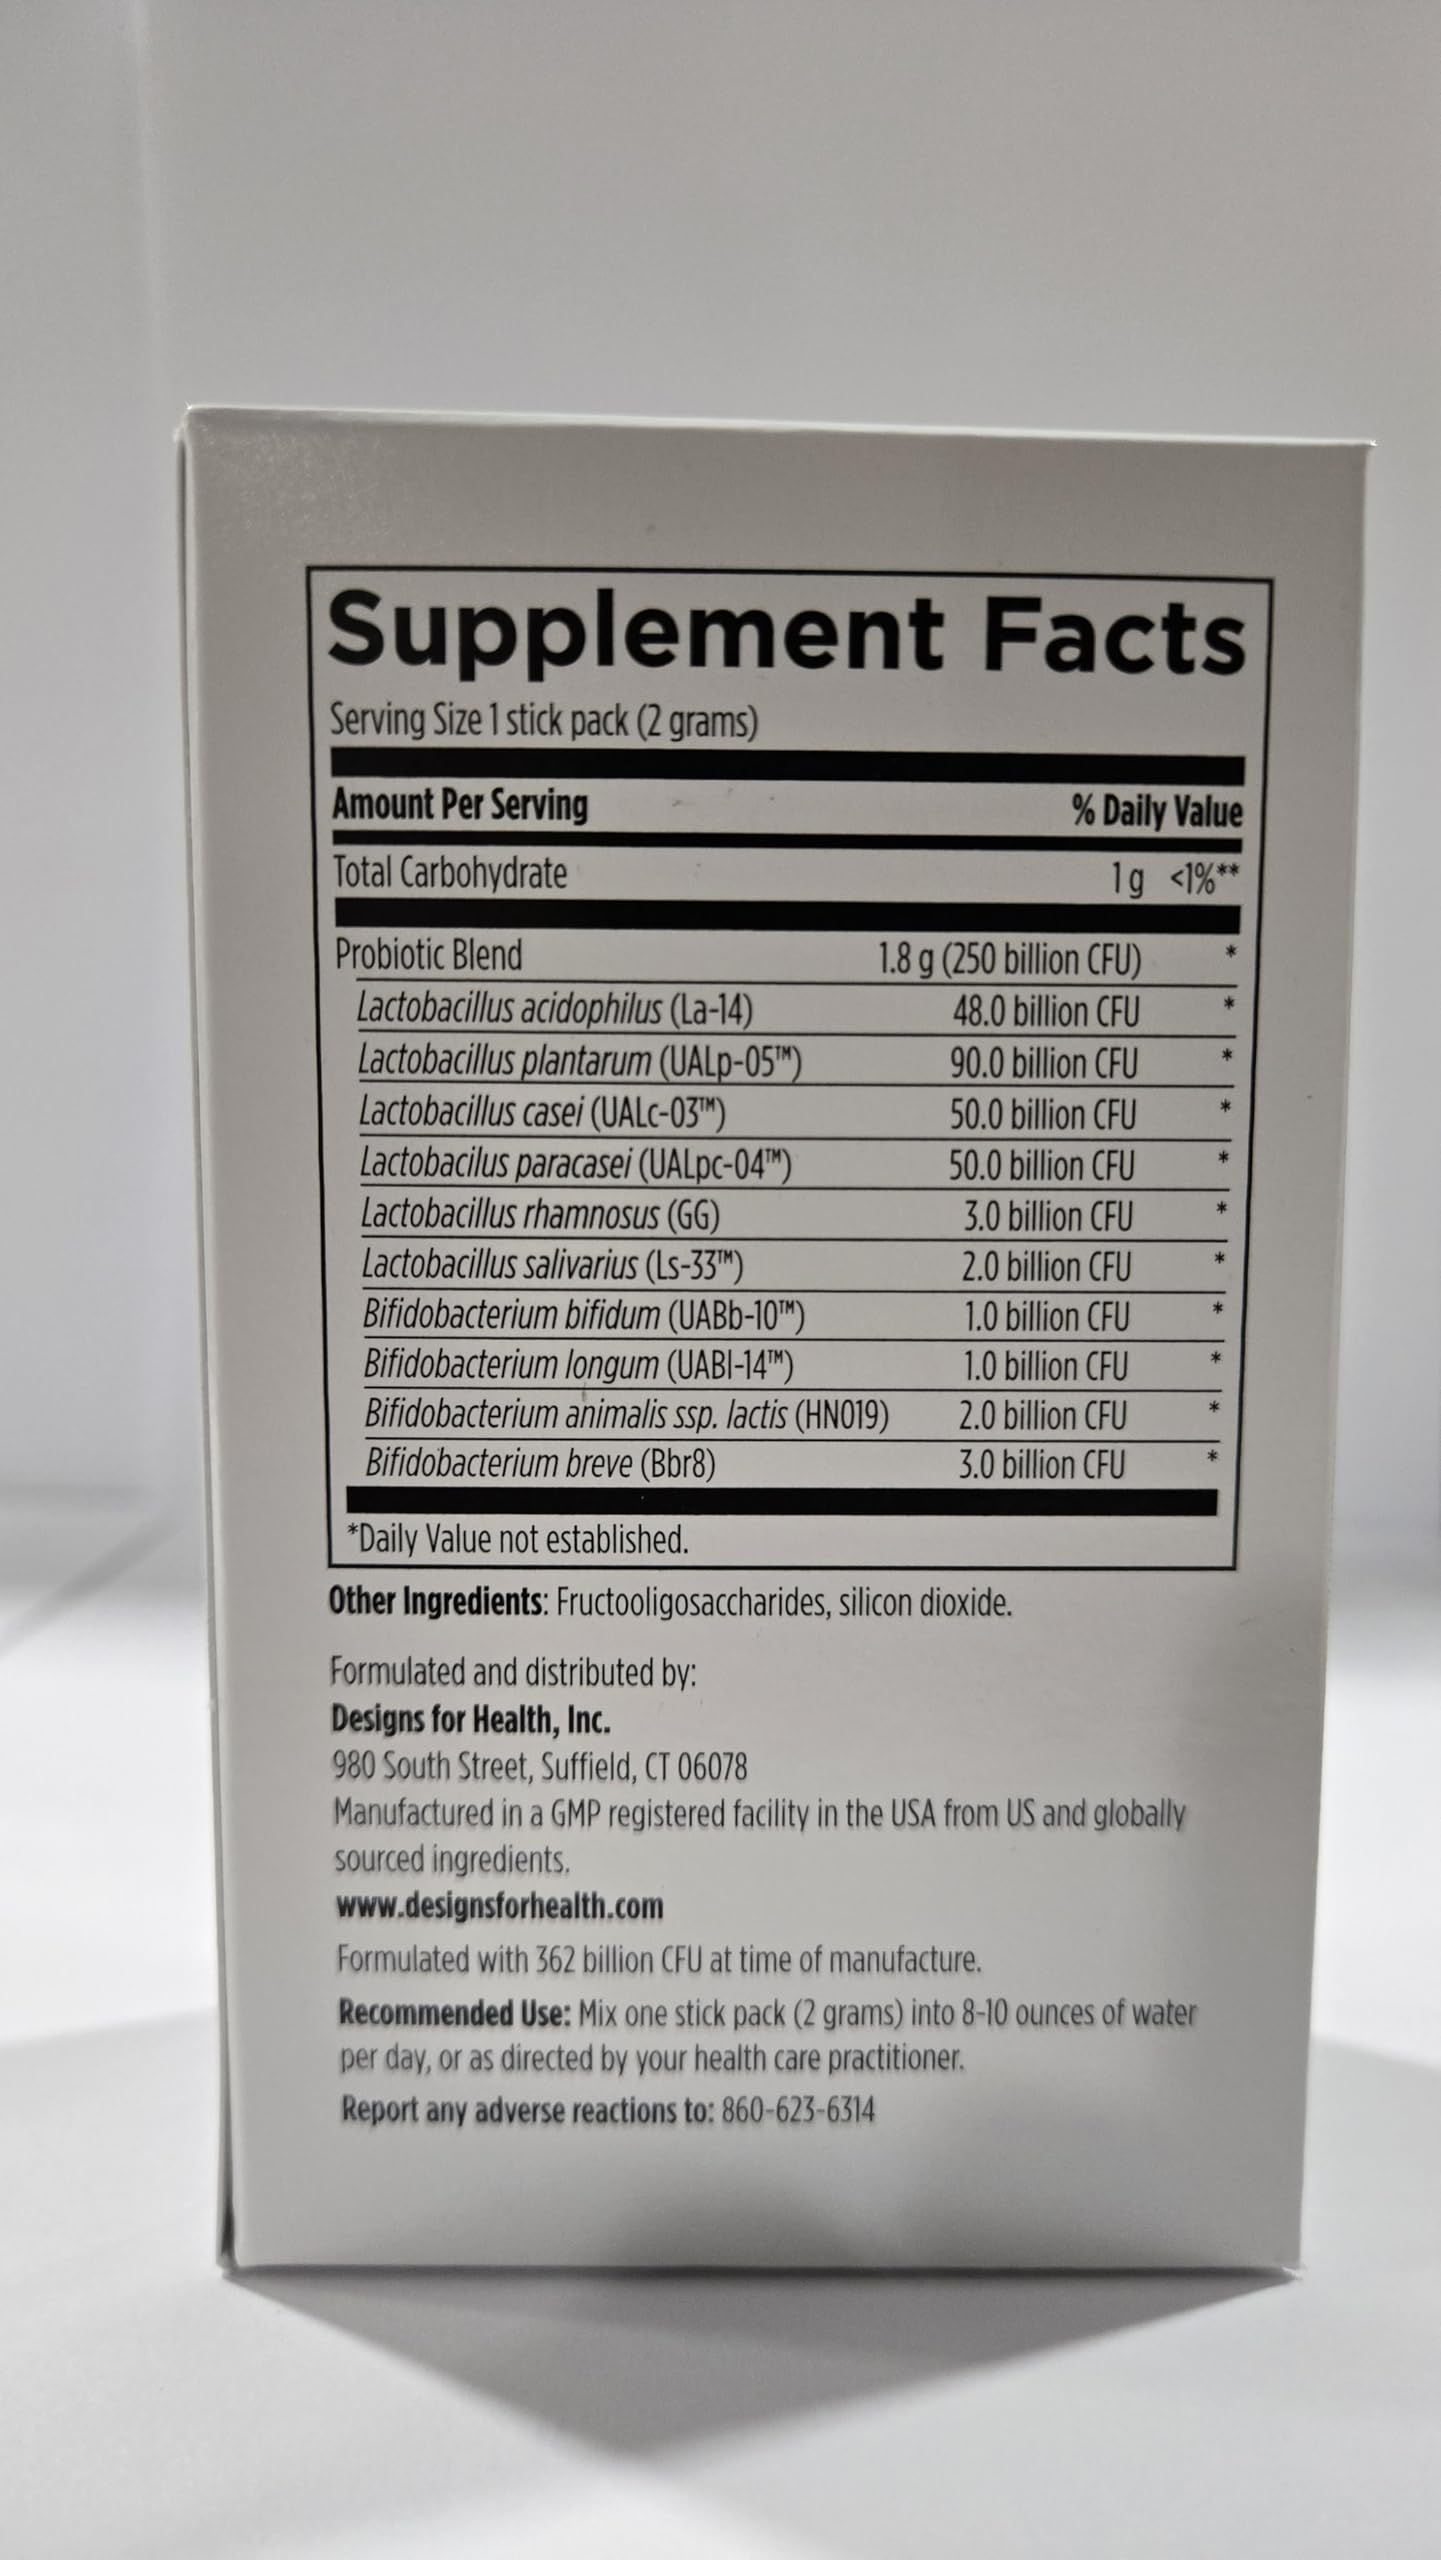 Supplement Facts
Serving Size 1 stick pack (2 grams)
Amount Per Serving % Daily Value
Total Carbohydrate 1 g <1%**
Probiotic Blend 1.8 g (250 billion CFU) *
Lactobacillus acidophilus (La-14) 48.0 billion CFU *
Lactobacillus plantarum (UALp-05™) 90.0 billion CFU *
Lactobacillus casei (UALc-03™) 50.0 billion CFU *
Lactobacilus paracasei (UALpc-04™) 50.0 billion CFU *
Lactobacillus rhamnosus (GG) 3.0 billion CFU *
Lactobacillus salivarius (Ls-33™) 2.0 billion CFU *
Bifidobacterium bifidum (UABb-10™) 1.0 billion CFU *
Bifidobacterium longum (UABl-14™) 1.0 billion CFU *
Bifidobacterium animalis ssp. lactis (HN019) 2.0 billion CFU *
Bifidobacterium breve (Bbr8) 3.0 billion CFU *
*Daily Value not established.
Other Ingredients: Fructooligosaccharides, silicon dioxide.
Formulated and distributed by:
Designs for Health, Inc.
980 South Street, Suffield, CT 06078
Manufactured in a GMP registered facility in the USA from US and globally
sourced ingredients.
www.designsforhealth.com
Formulated with 362 billion CFU at time of manufacture.
Recommended Use: Mix one stick pack (2 grams) into 8-10 ounces of water
per day, or as directed by your health care practitioner.
Report any adverse reactions to: 860-623-6314